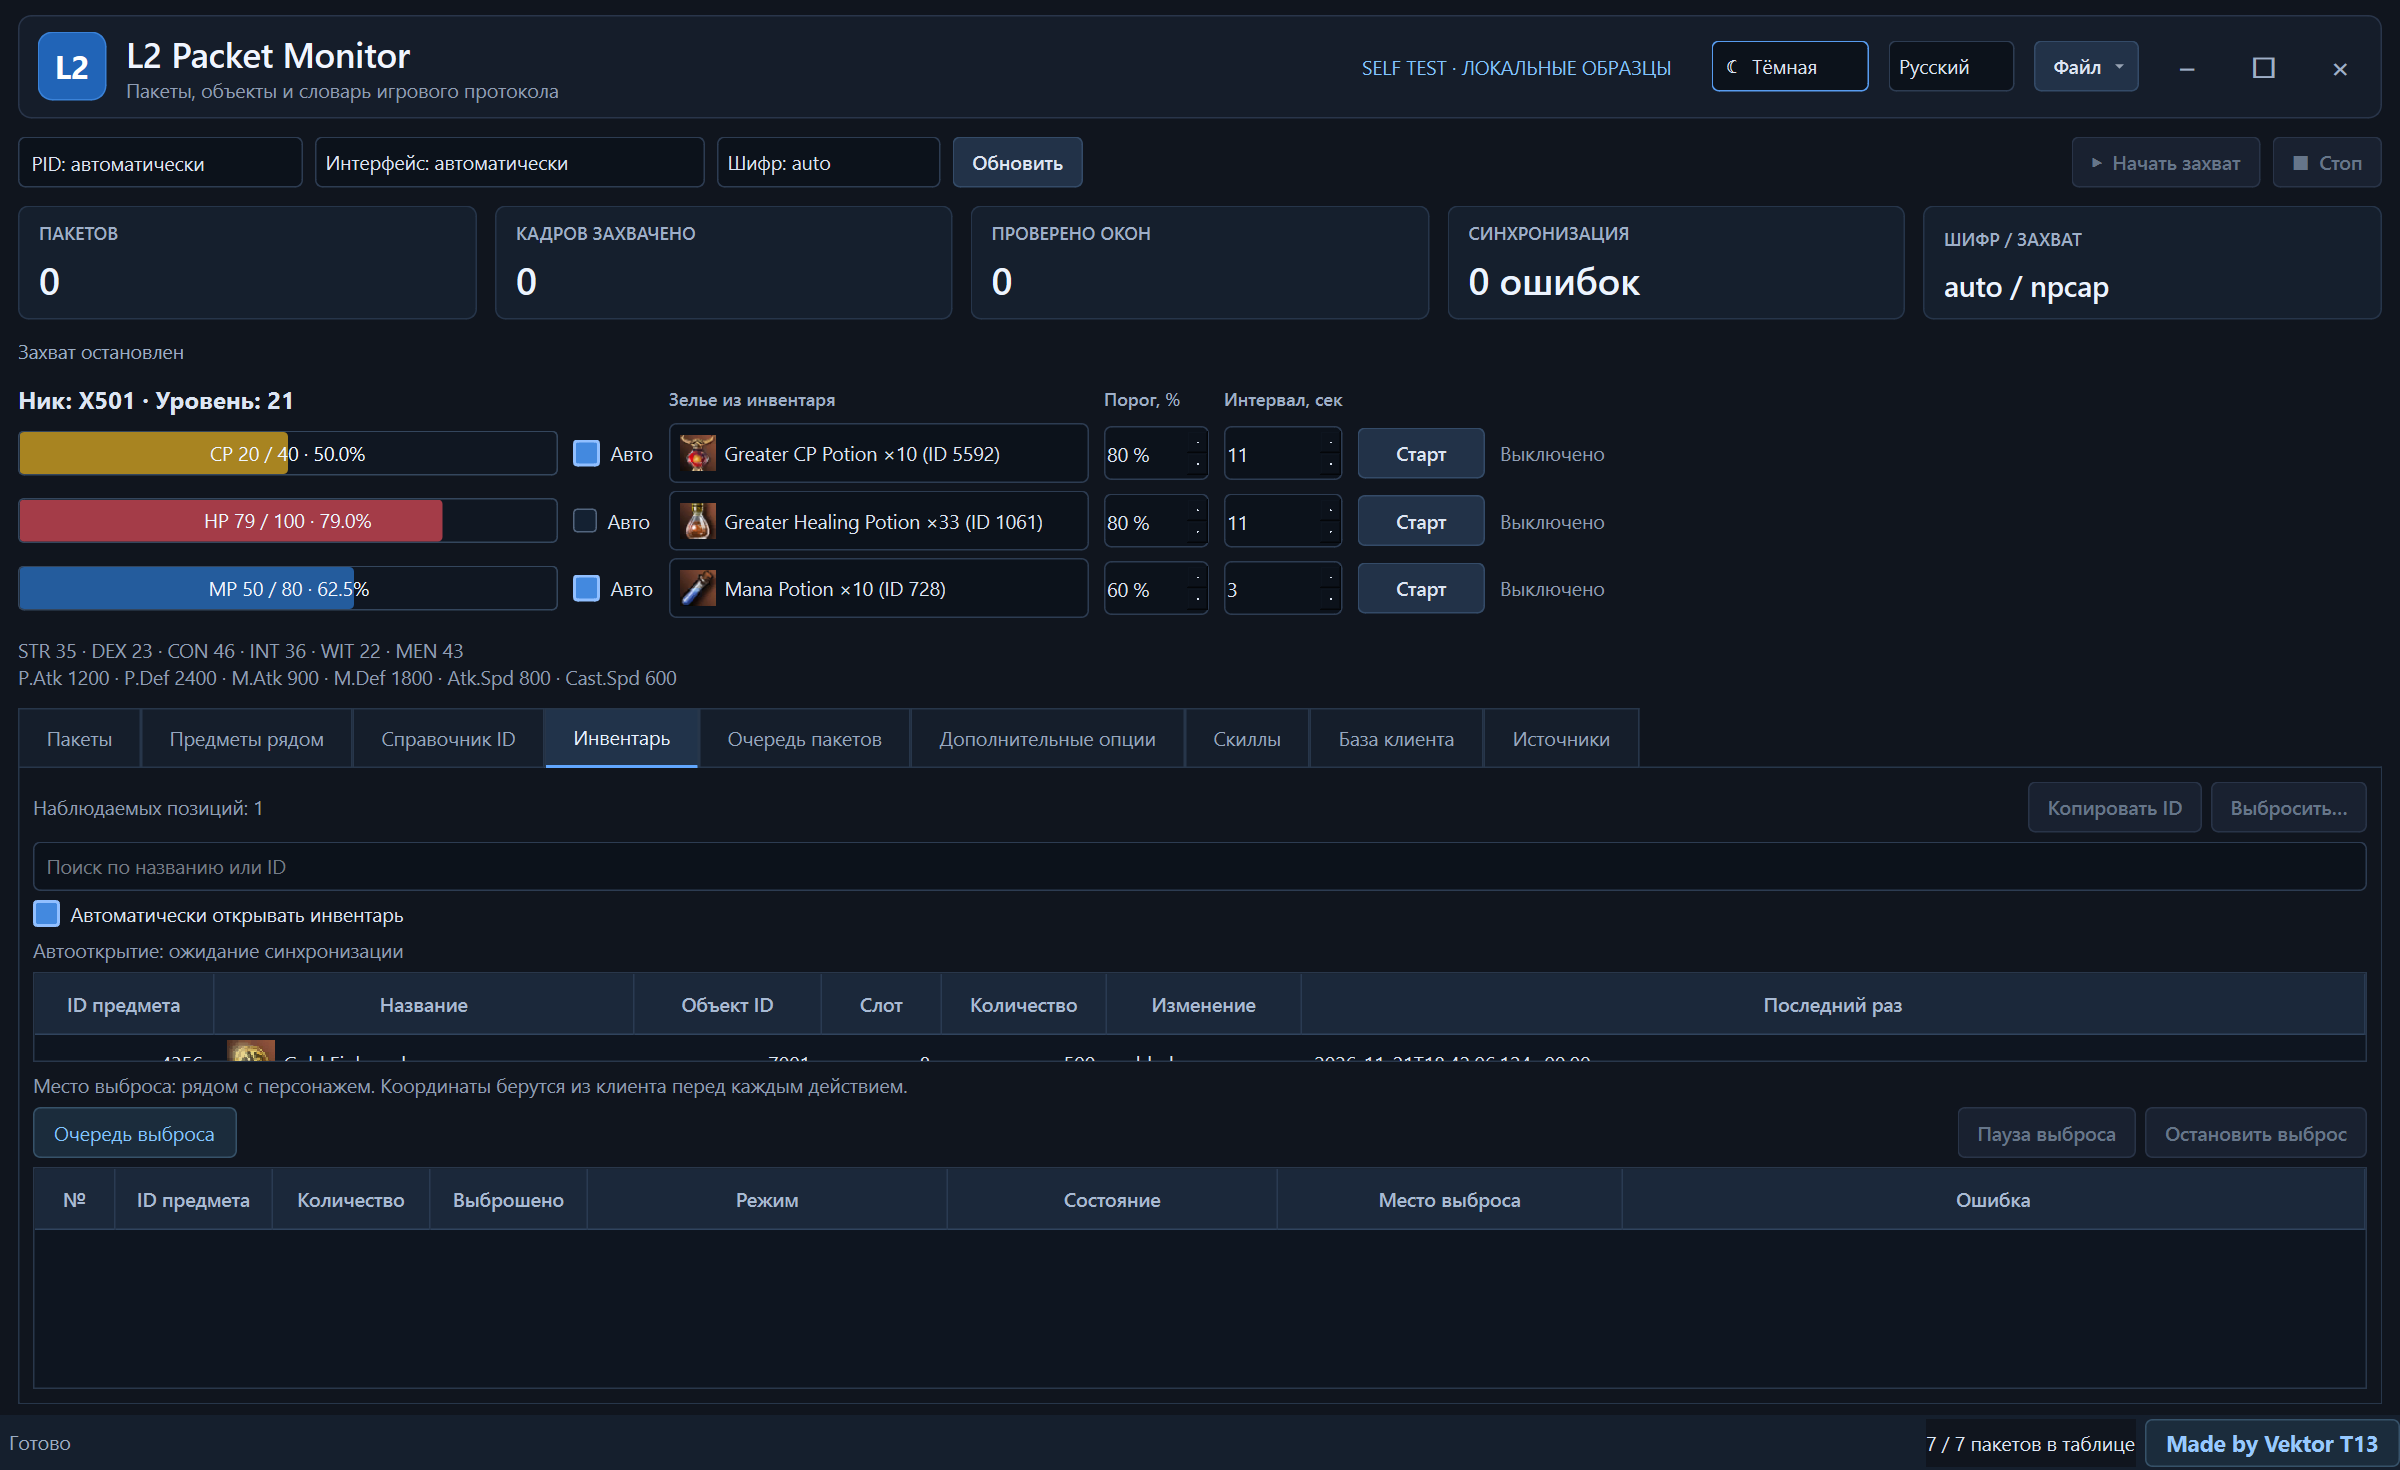 L2
L2 Packet Monitor
Пакеты, объекты и словарь игрового протокола
SELF TEST · ЛОКАЛЬНЫЕ ОБРАЗЦЫ
Тёмная
Русский
Файл
PID: автоматически
Интерфейс: автоматически
Шифр: auto
Обновить
Начать захват
Стоп
ПАКЕТОВ
0
КАДРОВ ЗАХВАЧЕНО
0
ПРОВЕРЕНО ОКОН
0
СИНХРОНИЗАЦИЯ
0 ошибок
ШИФР / ЗАХВАТ
auto / npcap
Захват остановлен
Ник: X501 · Уровень: 21
Зелье из инвентаря
Порог, %
Интервал, сек
CP 20 / 40 · 50.0%
Авто
Greater CP Potion ×10 (ID 5592)
80 %
11
Старт
Выключено
HP 79 / 100 · 79.0%
Авто
Greater Healing Potion ×33 (ID 1061)
80 %
11
Старт
Выключено
MP 50 / 80 · 62.5%
Авто
Mana Potion ×10 (ID 728)
60 %
3
Старт
Выключено
STR 35 · DEX 23 · CON 46 · INT 36 · WIT 22 · MEN 43
P.Atk 1200 · P.Def 2400 · M.Atk 900 · M.Def 1800 · Atk.Spd 800 · Cast.Spd 600
Пакеты
Предметы рядом
Справочник ID
Инвентарь
Очередь пакетов
Дополнительные опции
Скиллы
База клиента
Источники
Наблюдаемых позиций: 1
Копировать ID
Выбросить...
Поиск по названию или ID
Автоматически открывать инвентарь
Автооткрытие: ожидание синхронизации
ID предмета
Название
Объект ID
Слот
Количество
Изменение
Последний раз
Место выброса: рядом с персонажем. Координаты берутся из клиента перед каждым действием.
Очередь выброса
Пауза выброса
Остановить выброс
№
ID предмета
Количество
Выброшено
Режим
Состояние
Место выброса
Ошибка
Готово
7 / 7 пакетов в таблице
Made by Vektor T13